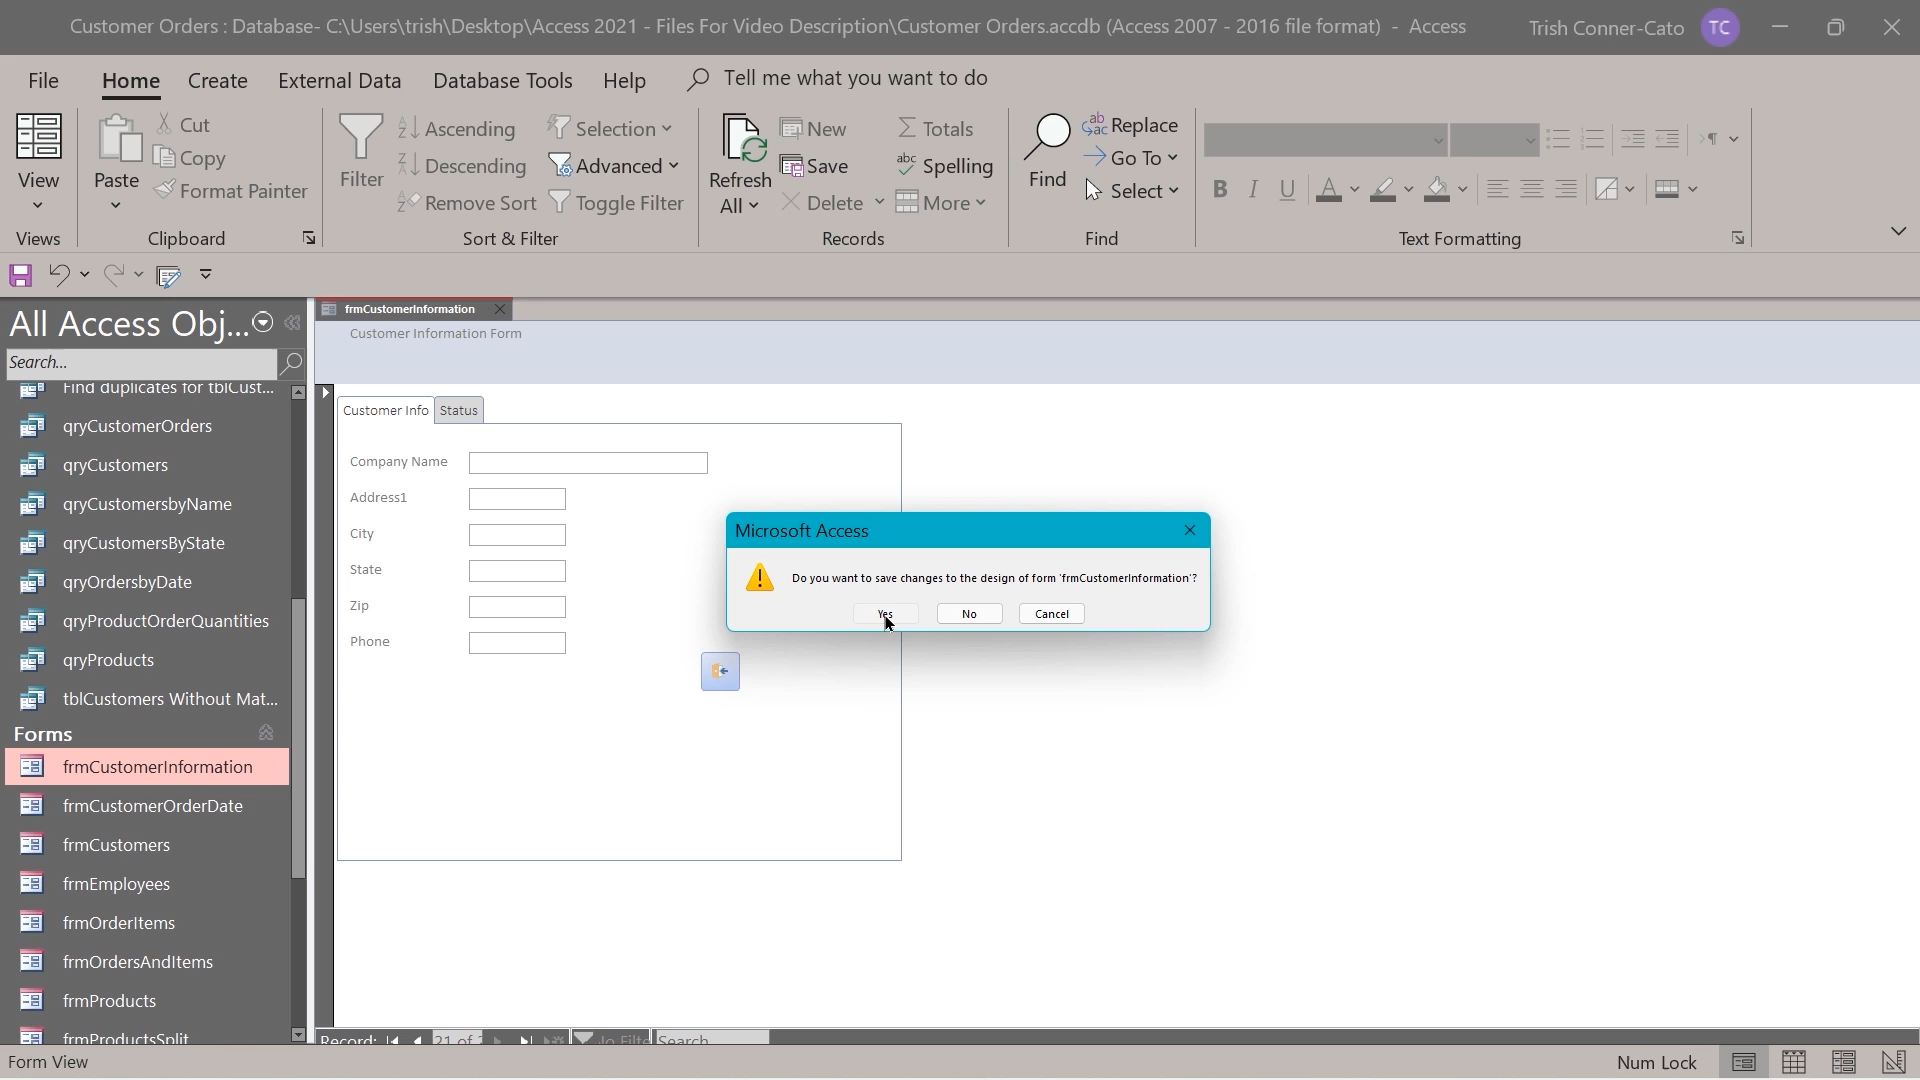 Customer Orders : Database- C:\Users\trish\Desktop\Access 2021 - Files For Video Description\Customer Orders.accdb (Access 2007 - 2016 file format) - Access
Trish Conner-Cato
TC
File
Home
Create
External Data
Database Tools
Help
Tell me what you want to do
View
Views
Paste
Cut
Copy
Format Painter
Clipboard
Filter
Ascending
Descending
Remove Sort
Selection
Advanced
Toggle Filter
Sort & Filter
Refresh
All
New
Save
Delete
Totals
Spelling
More
Records
Find
Replace
Go To
Select
Find
B I U A
Text Formatting
All Access Obj...
Search...
Find duplicates for tblCust...
qryCustomerOrders
qryCustomers
qryCustomersbyName
qryCustomersByState
qryOrdersbyDate
qryProductOrderQuantities
qryProducts
tblCustomers Without Mat...
Forms
frmCustomerInformation
frmCustomerOrderDate
frmCustomers
frmEmployees
frmOrderItems
frmOrdersAndItems
frmProducts
frmProductsSplit
frmCustomerInformation
Customer Information Form
Customer Info
Status
Company Name
Address1
City
State
Zip
Phone
Microsoft Access
Do you want to save changes to the design of form 'frmCustomerInformation'?
Yes
No
Cancel
Record:
21 of
Search
Form View
Num Lock